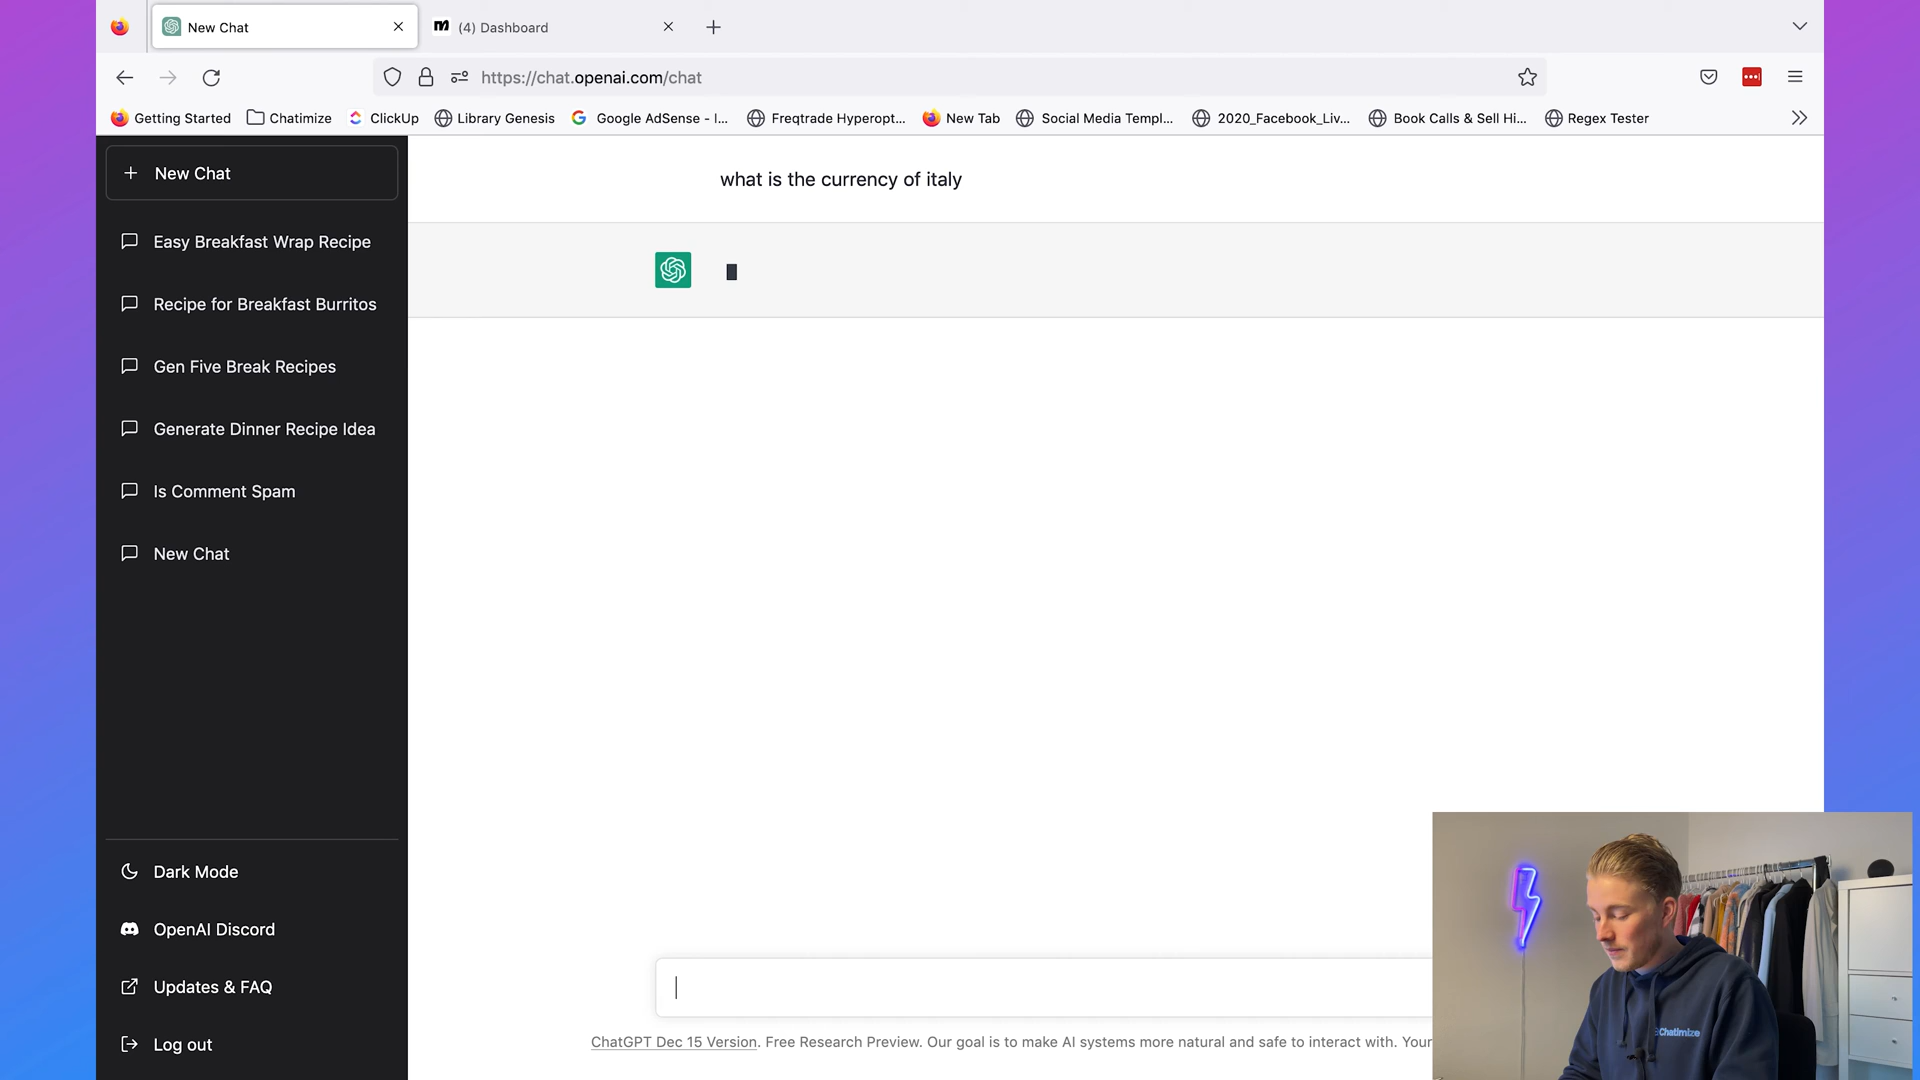 New Chat
(4) Dashboard
https://chat.openai.com/chat
Getting Started
Chatimize
ClickUp
Library Genesis
Google AdSense - I...
Freqtrade Hyperopt...
New Tab
Social Media Templ...
2020_Facebook_Liv...
Book Calls & Sell Hi...
Regex Tester
New Chat
what is the currency of italy
Easy Breakfast Wrap Recipe
Recipe for Breakfast Burritos
Gen Five Break Recipes
Generate Dinner Recipe Idea
Is Comment Spam
New Chat
Dark Mode
OpenAI Discord
Updates & FAQ
Log out
ChatGPT Dec 15 Version. Free Research Preview. Our goal is to make AI systems more natural and safe to interact with. Your
Chatimize